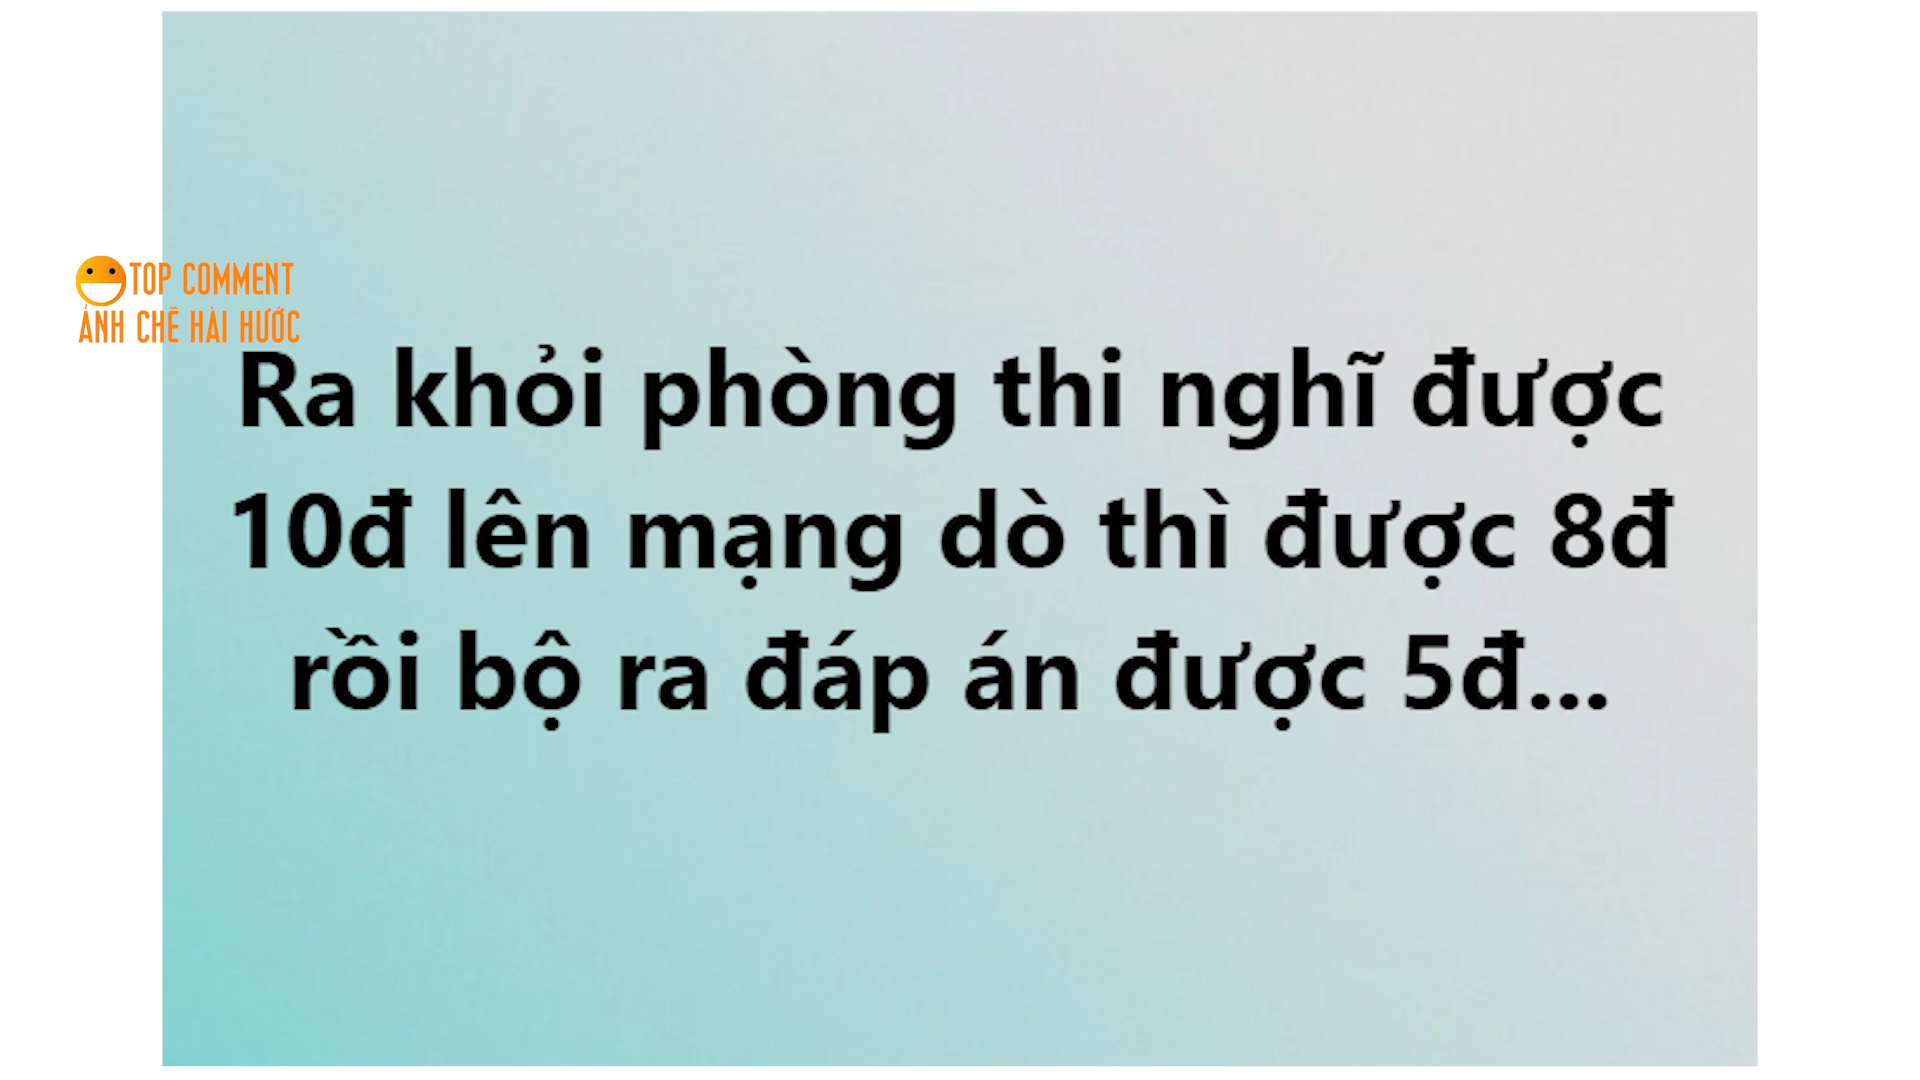 TOP COMMENT
ẢNH CHẾ HÀI HƯỚC
Ra khỏi phòng thi nghĩ được
10đ lên mạng dò thì được 8đ
rồi bộ ra đáp án được 5đ...